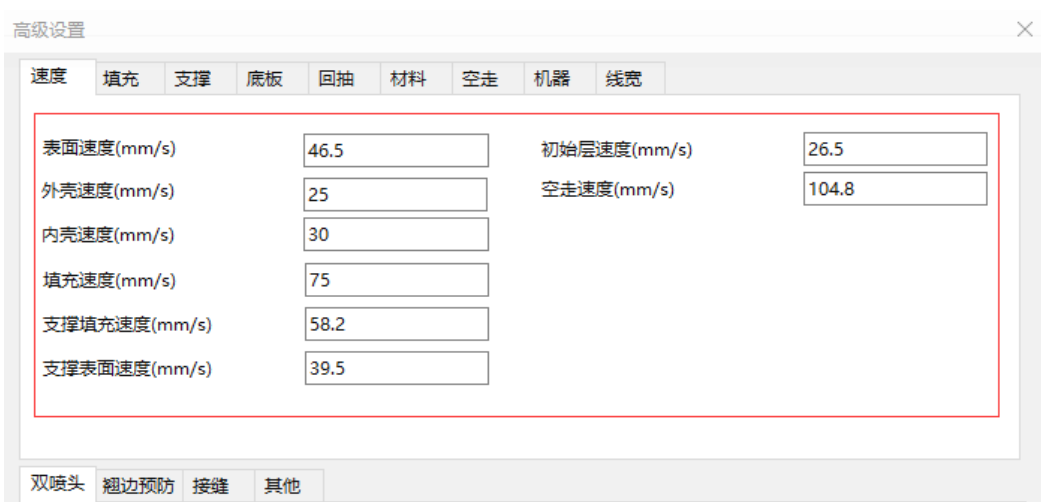 高级设置
速度 填充 支撑 底板 回抽 材料 空走 机器 线宽
表面速度(mm/s) 46.5 初始层速度(mm/s) 26.5
外壳速度(mm/s) 25 空走速度(mm/s) 104.8
内壳速度(mm/s) 30
填充速度(mm/s) 75
支撑填充速度(mm/s) 58.2
支撑表面速度(mm/s) 39.5
双喷头 翘边预防 接缝 其他